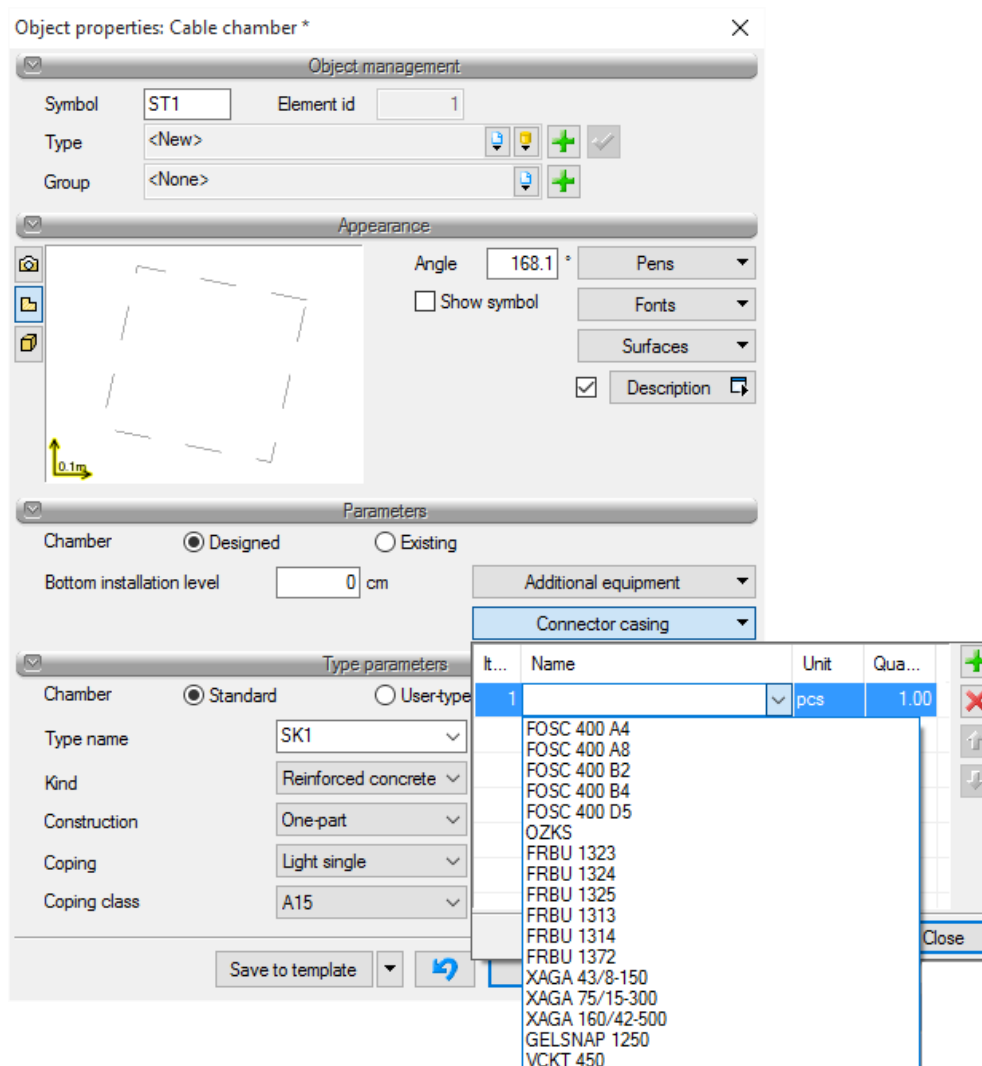 Object properties: Cable chamber *
Object management
Symbol ST1 Element id 1
Type <New>
Group <None>
Appearance
Angle 168.1 ° Pens
Show symbol Fonts
Surfaces
Description
0.1m
Parameters
Chamber Designed Existing
Bottom installation level 0 cm Additional equipment
Connector casing
Type parameters
Chamber Standard User-type
Type name SK1
Kind Reinforced concrete
Construction One-part
Coping Light single
Coping class A15
Save to template
It... Name Unit Qua...
1 pcs 1.00
FOSC 400 A4
FOSC 400 A8
FOSC 400 B2
FOSC 400 B4
FOSC 400 D5
OZKS
FRBU 1323
FRBU 1324
FRBU 1325
FRBU 1313
FRBU 1314
FRBU 1372
XAGA 43/8-150
XAGA 75/15-300
XAGA 160/42-500
GELSNAP 1250
VCKT 450
Close